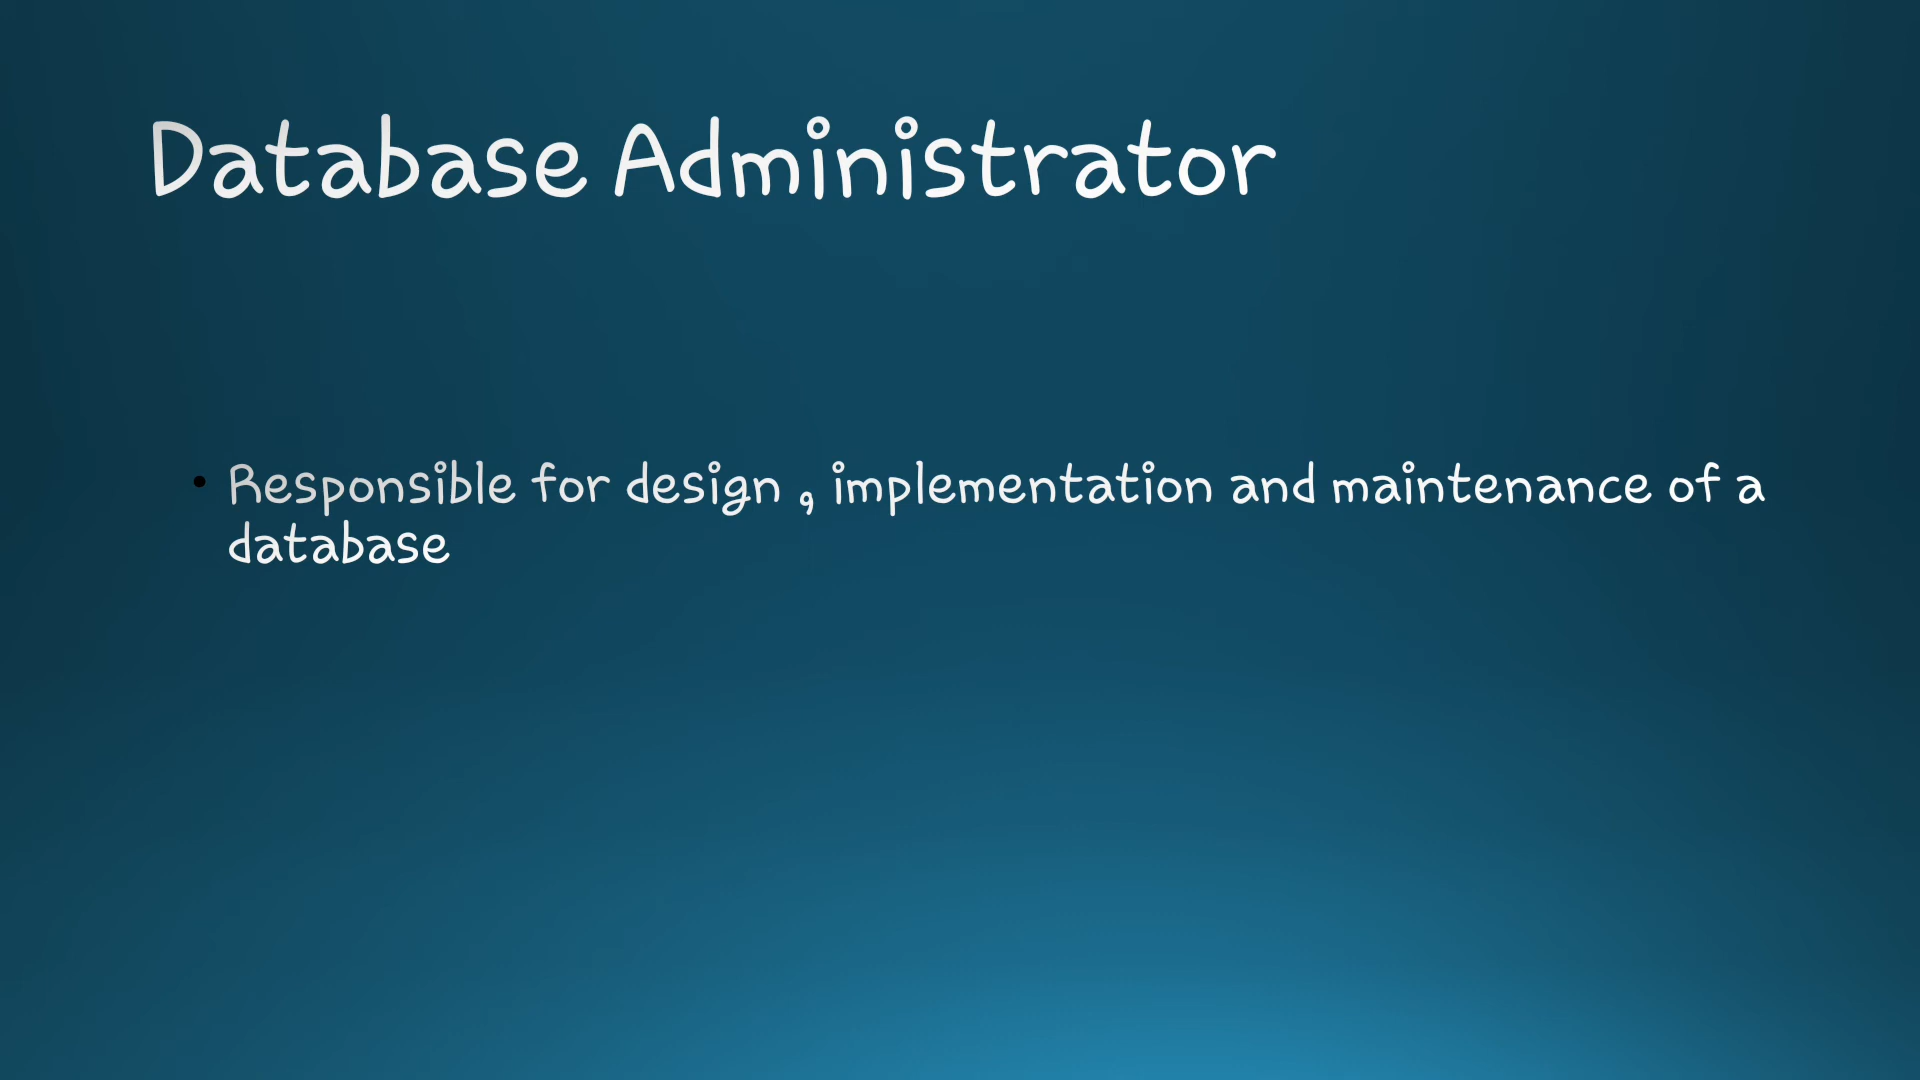 Database Administrator
• Responsible for design , implementation and maintenance of a
database